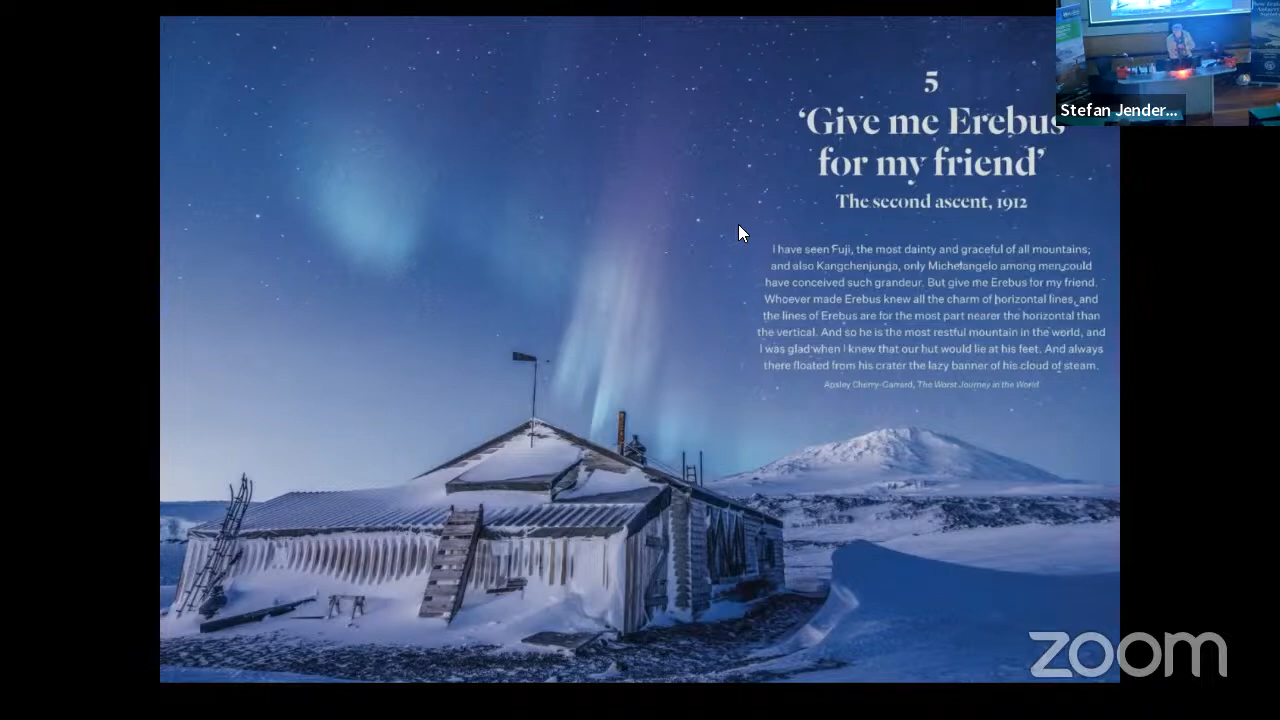 5
‘Give me Erebus
for my friend’
The second ascent, 1912
I have seen Fuji, the most dainty and graceful of all mountains;
and also Kangchenjunga, only Michelangelo among men could
have conceived such grandeur. But give me Erebus for my friend.
Whoever made Erebus knew all the charm of horizontal lines, and
the lines of Erebus are for the most part nearer the horizontal than
the vertical. And so he is the most restful mountain in the world, and
I was glad when I knew that our hut would lie at his feet. And always
there floated from his crater the lazy banner of his cloud of steam.
Apsley Cherry-Garrard, The Worst Journey in the World
Stefan Jender...
zoom